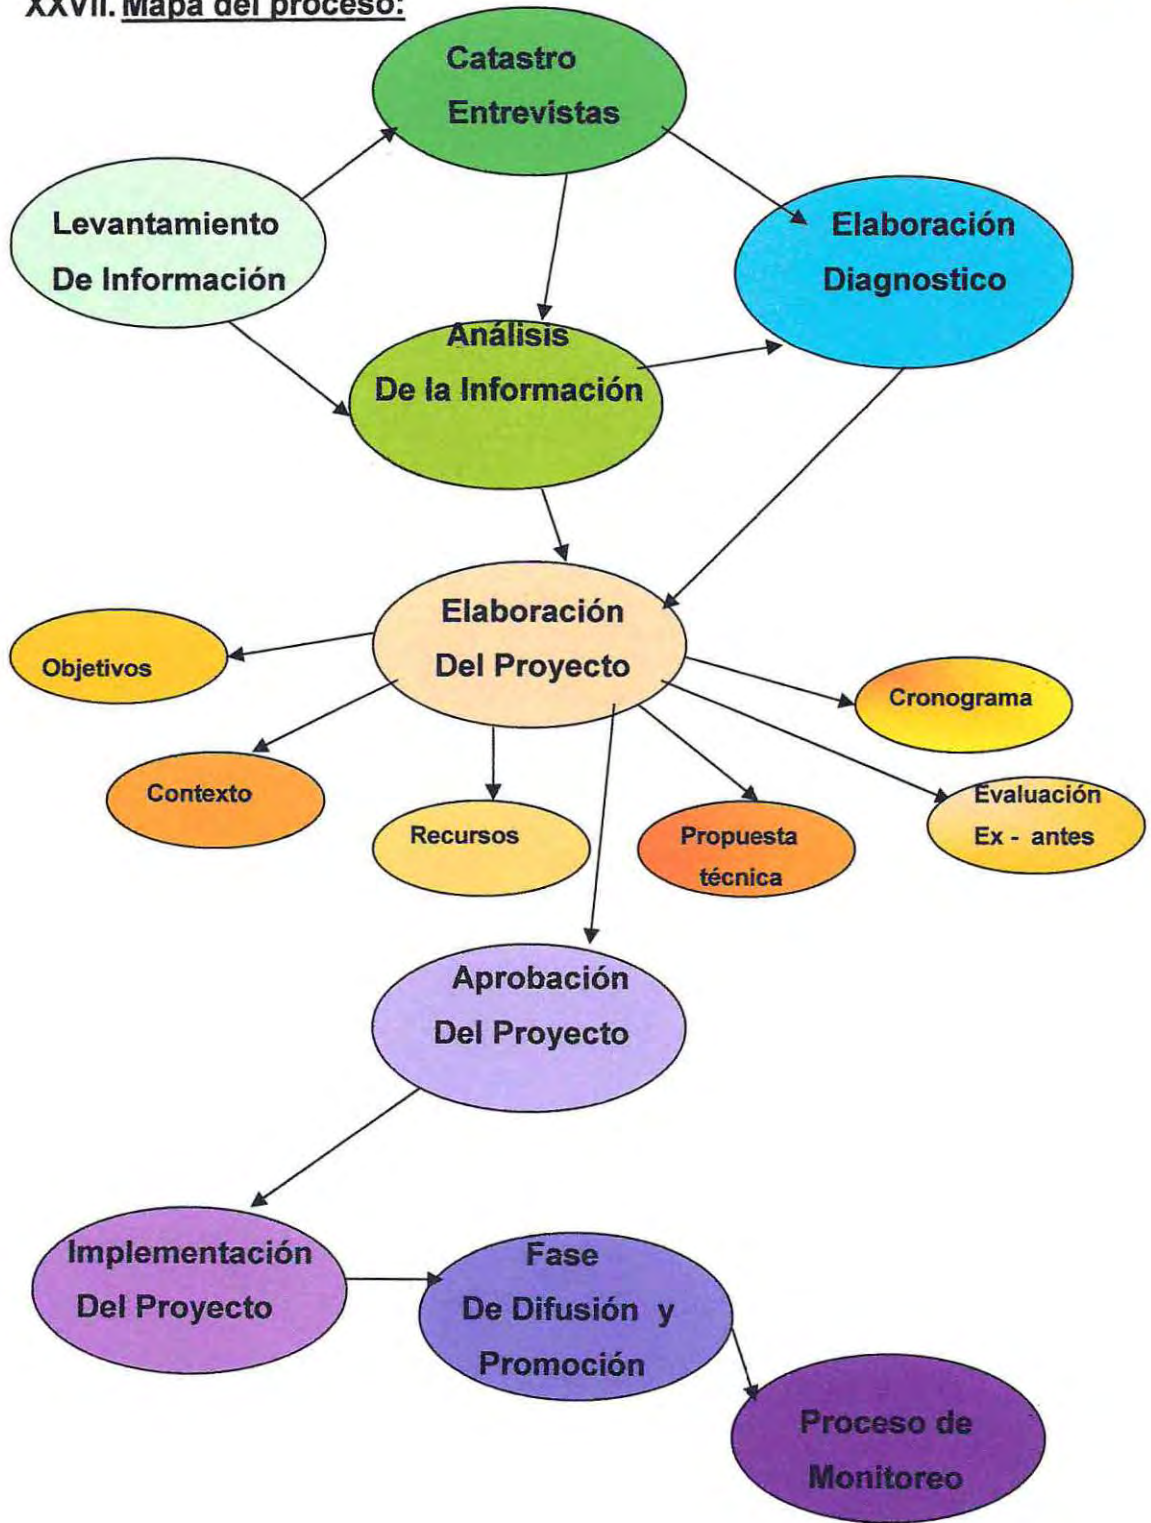 XXVII. Mapa del proceso:
Catastro
Entrevistas
Levantamiento
De Información
Elaboración
Diagnostico
Análisis
De la Información
Elaboración
Del Proyecto
Objetivos
Cronograma
Contexto
Recursos
Propuesta
técnica
Evaluación
Ex - antes
Aprobación
Del Proyecto
Implementación
Del Proyecto
Fase
De Difusión y
Promoción
Proceso de
Monitoreo